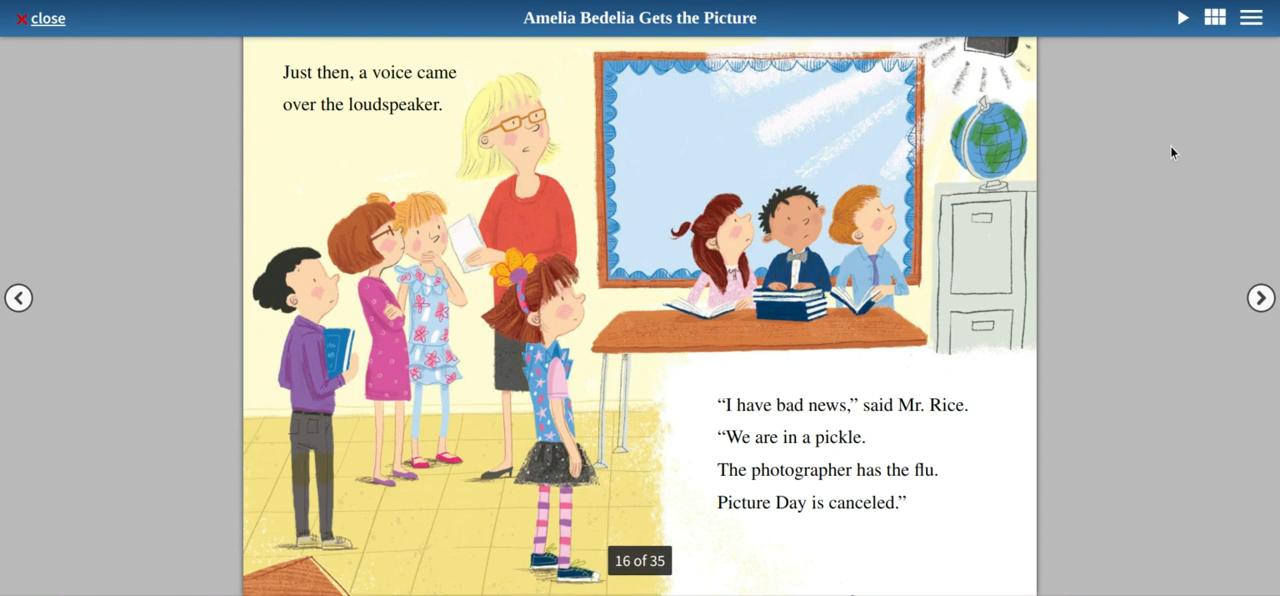 close
Amelia Bedelia Gets the Picture
Just then, a voice came
over the loudspeaker.
“I have bad news,” said Mr. Rice.
“We are in a pickle.
The photographer has the flu.
Picture Day is canceled.”
16 of 35